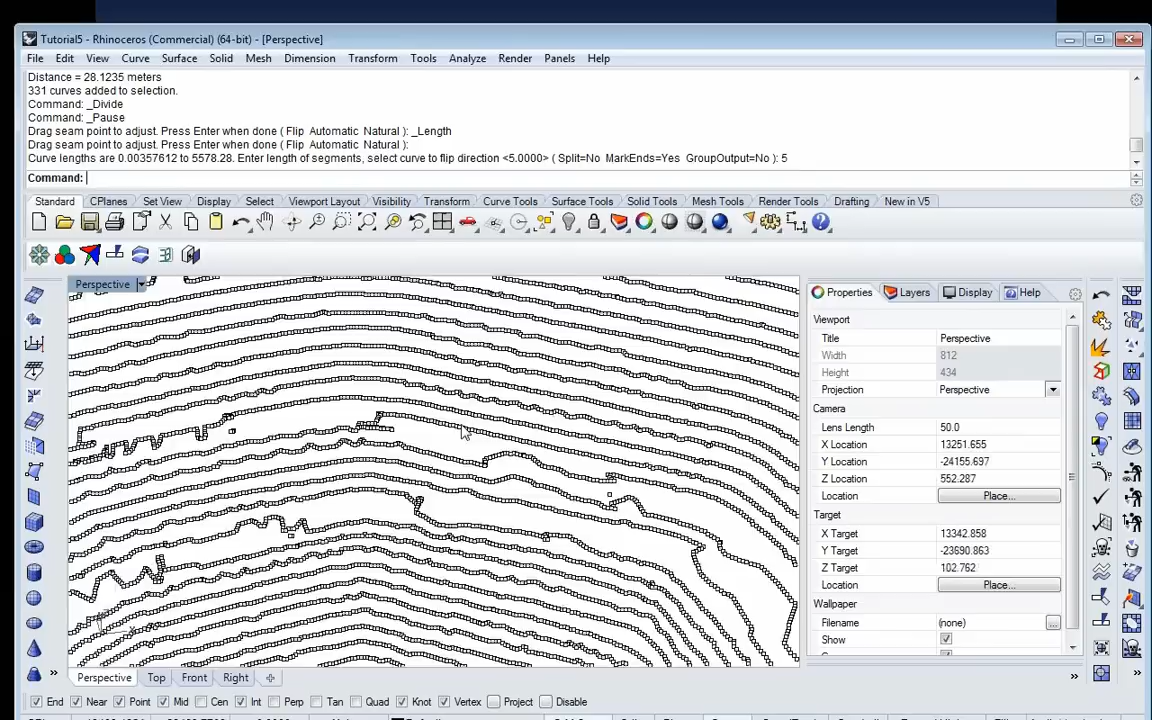 Tutorial5 - Rhinoceros (Commercial) (64-bit) - [Perspective]
File Edit View Curve Surface Solid Mesh Dimension Transform Tools Analyze Render Panels Help
Distance = 28.1235 meters
331 curves added to selection.
Command: _Divide
Command: _Pause
Drag seam point to adjust. Press Enter when done ( Flip Automatic Natural ): _Length
Drag seam point to adjust. Press Enter when done ( Flip Automatic Natural ):
Curve lengths are 0.00357612 to 5578.28. Enter length of segments, select curve to flip direction <5.0000> ( Split=No MarkEnds=Yes GroupOutput=No ): 5
Command:
Standard CPlanes Set View Display Select Viewport Layout Visibility Transform Curve Tools Surface Tools Solid Tools Mesh Tools Render Tools Drafting New in V5
Perspective
Properties Layers Display Help
Viewport
Title Perspective
Width 812
Height 434
Projection Perspective
Camera
Lens Length 50.0
X Location 13251.655
Y Location -24155.697
Z Location 552.287
Location Place...
Target
X Target 13342.858
Y Target -23690.863
Z Target 102.762
Location Place...
Wallpaper
Filename (none) ...
Show
Perspective Top Front Right
End Near Point Mid Cen Int Perp Tan Quad Knot Vertex Project Disable